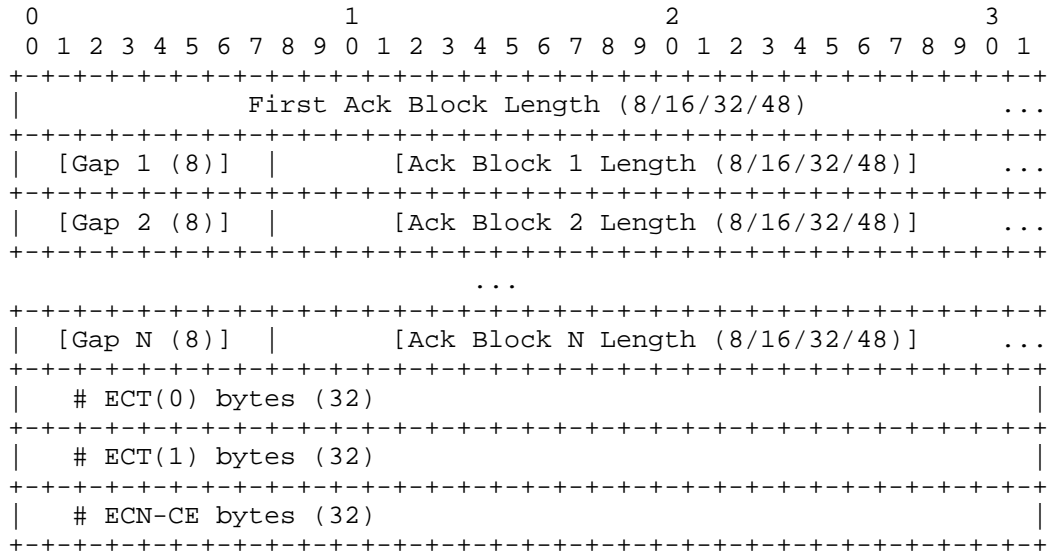 0                   1                   2                   3
 0 1 2 3 4 5 6 7 8 9 0 1 2 3 4 5 6 7 8 9 0 1 2 3 4 5 6 7 8 9 0 1
+-+-+-+-+-+-+-+-+-+-+-+-+-+-+-+-+-+-+-+-+-+-+-+-+-+-+-+-+-+-+-+-+
|              First Ack Block Length (8/16/32/48)            ...
+-+-+-+-+-+-+-+-+-+-+-+-+-+-+-+-+-+-+-+-+-+-+-+-+-+-+-+-+-+-+-+-+
|  [Gap 1 (8)]  |       [Ack Block 1 Length (8/16/32/48)]     ...
+-+-+-+-+-+-+-+-+-+-+-+-+-+-+-+-+-+-+-+-+-+-+-+-+-+-+-+-+-+-+-+-+
|  [Gap 2 (8)]  |       [Ack Block 2 Length (8/16/32/48)]     ...
+-+-+-+-+-+-+-+-+-+-+-+-+-+-+-+-+-+-+-+-+-+-+-+-+-+-+-+-+-+-+-+-+
                             ...
+-+-+-+-+-+-+-+-+-+-+-+-+-+-+-+-+-+-+-+-+-+-+-+-+-+-+-+-+-+-+-+-+
|  [Gap N (8)]  |       [Ack Block N Length (8/16/32/48)]     ...
+-+-+-+-+-+-+-+-+-+-+-+-+-+-+-+-+-+-+-+-+-+-+-+-+-+-+-+-+-+-+-+-+
|   # ECT(0) bytes (32)                                         |
+-+-+-+-+-+-+-+-+-+-+-+-+-+-+-+-+-+-+-+-+-+-+-+-+-+-+-+-+-+-+-+-+
|   # ECT(1) bytes (32)                                         |
+-+-+-+-+-+-+-+-+-+-+-+-+-+-+-+-+-+-+-+-+-+-+-+-+-+-+-+-+-+-+-+-+
|   # ECN-CE bytes (32)                                         |
+-+-+-+-+-+-+-+-+-+-+-+-+-+-+-+-+-+-+-+-+-+-+-+-+-+-+-+-+-+-+-+-+